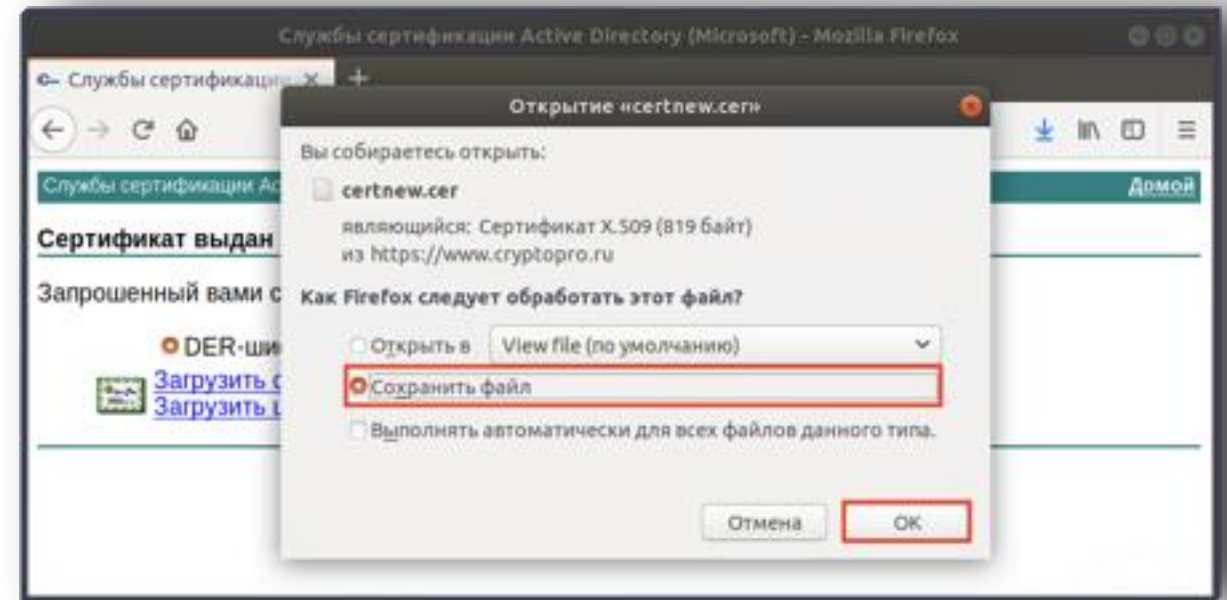 Службы сертификации Active Directory (Microsoft) - Mozilla Firefox
Службы сертификаци
Открытие «certnew.cer»
Вы собираетесь открыть:
Службы сертификации Ac
certnew.cer
Домой
являющийся: Сертификат X.509 (819 байт)
Сертификат выдан
из https://www.cryptopro.ru
Запрошенный вами с
Как Firefox следует обработать этот файл?
DER-ши
Открыть в
View file (по умолчанию)
Загрузить
Сохранить файл
Загрузить
Выполнять автоматически для всех файлов данного типа.
Отмена
ОК